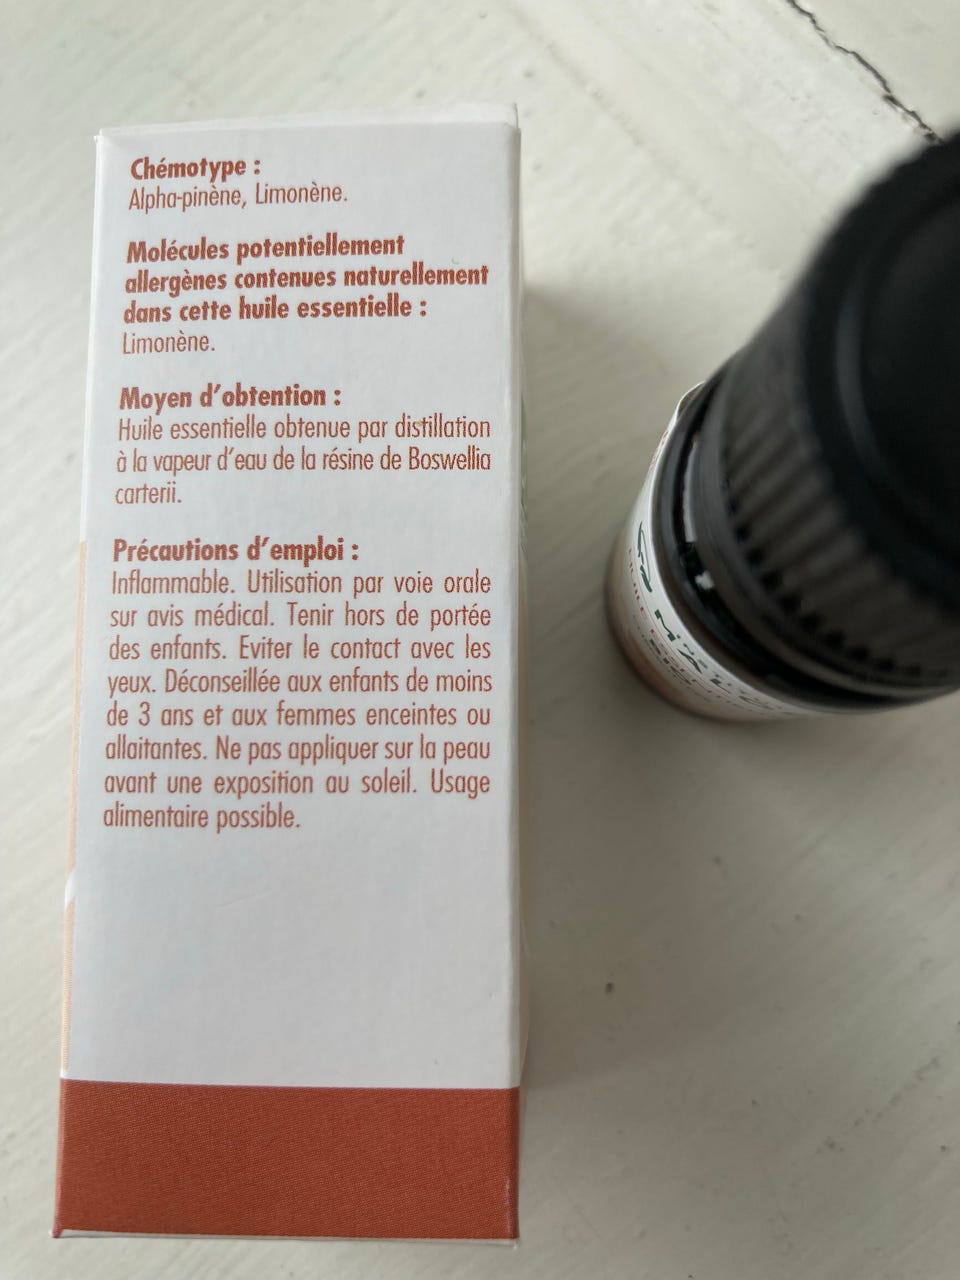 Chémotype :
Alpha-pinène, Limonène.
Molécules potentiellement
allergènes contenues naturellement
dans cette huile essentielle :
Limonène.
Moyen d'obtention :
Huile essentielle obtenue par distillation
à la vapeur d'eau de la résine de Boswellia
carterii.
Précautions d'emploi :
Inflammable. Utilisation par voie orale
sur avis médical. Tenir hors de portée
des enfants. Eviter le contact avec les
yeux. Déconseillée aux enfants de moins
de 3 ans et aux femmes enceintes ou
allaitantes. Ne pas appliquer sur la peau
avant une exposition au soleil. Usage
alimentaire possible.